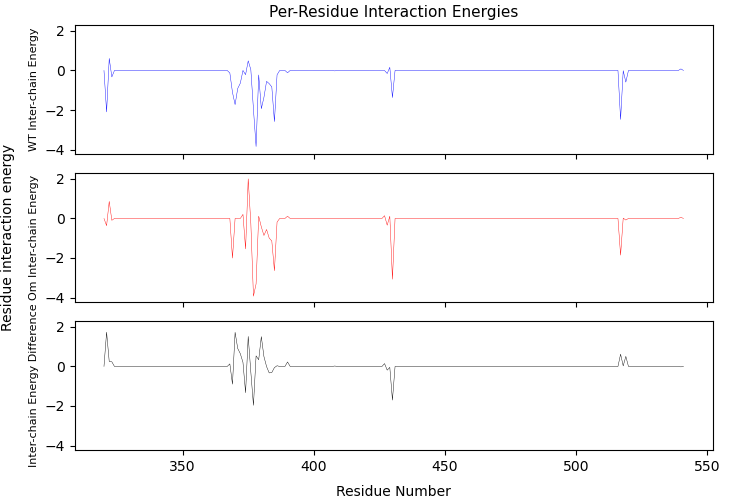 Per-Residue Interaction Energies
Residue interaction energy
WT Inter-chain Energy
2
0
−2
−4
Om Inter-chain Energy
2
0
−2
−4
Inter-chain Energy Difference
2
0
−2
−4
350
400
450
500
550
Residue Number